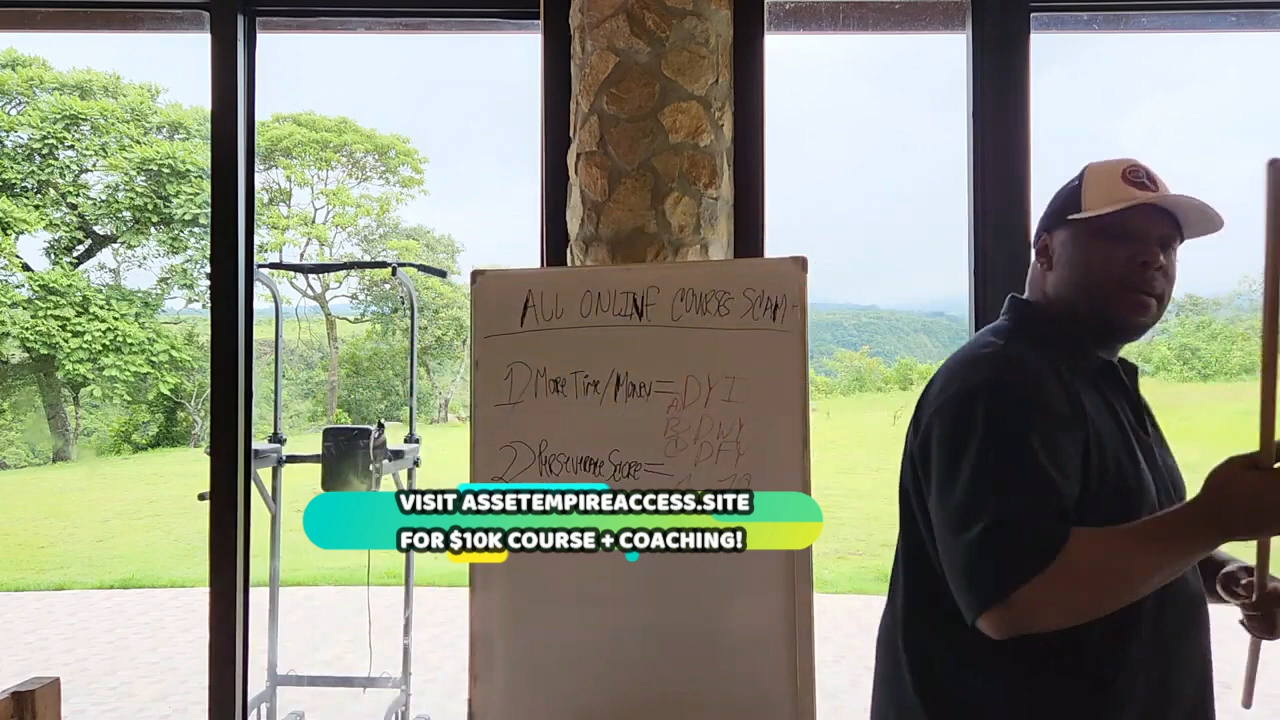 ALL ONLINE COURSES SCAM-
1) MORE TIME/MONEY = DYI
A)
B) DWY
C) DFY
2) PERSEVERANCE SCORE =
VISIT ASSETEMPIREACCESS.SITE
FOR $10K COURSE + COACHING!